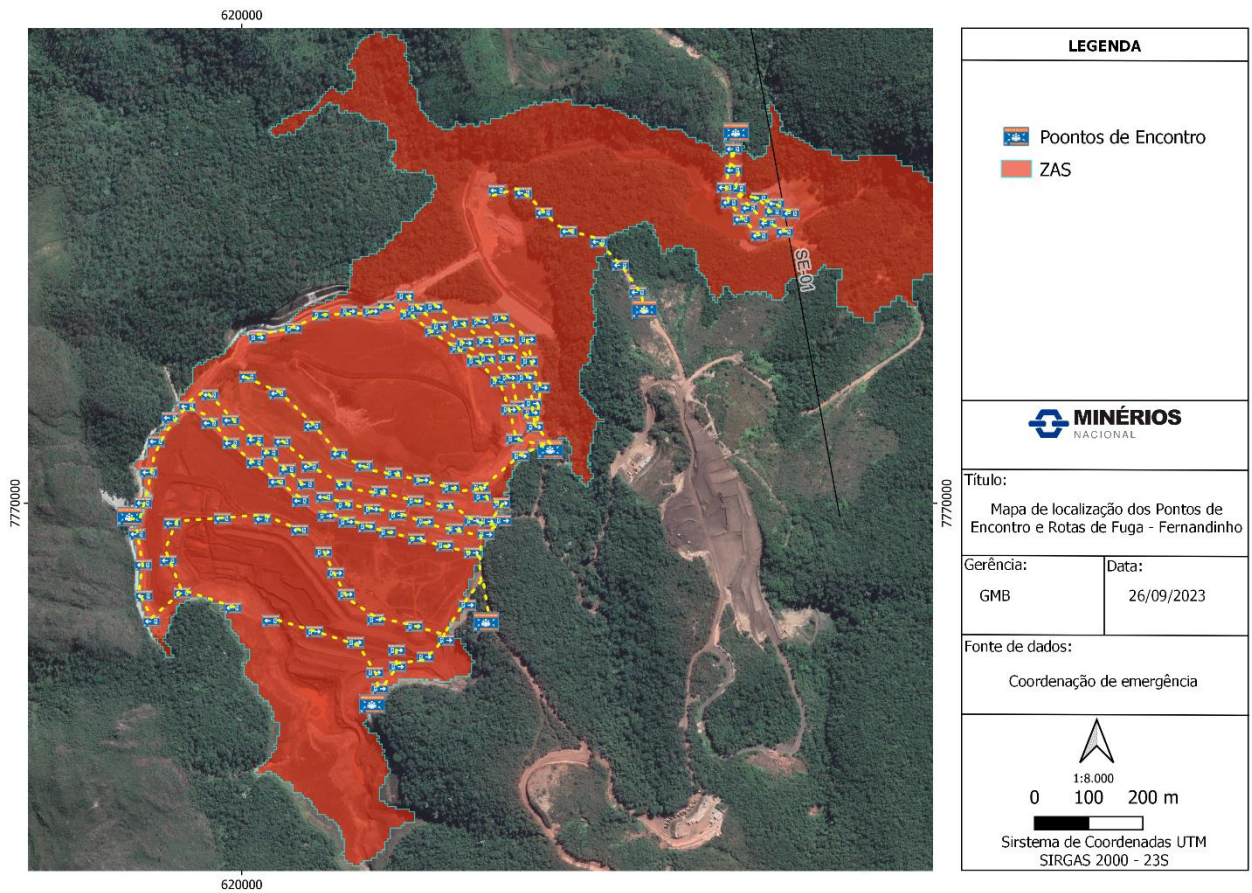 620000
LEGENDA
Poontos de Encontro
ZAS
SE-01
7770000
7770000
MINÉRIOS
NACIONAL
Título:
Mapa de localização dos Pontos de
Encontro e Rotas de Fuga - Fernandinho
Gerência:
GMB
Data:
26/09/2023
Fonte de dados:
Coordenação de emergência
1:8.000
0 100 200 m
Sirstema de Coordenadas UTM
SIRGAS 2000 - 23S
620000